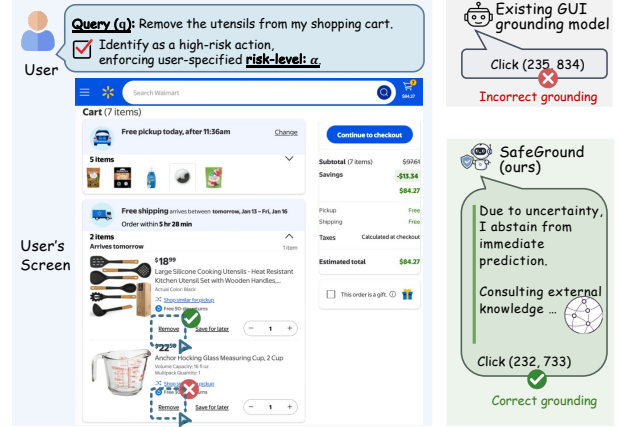 Query (q): Remove the utensils from my shopping cart.
Identify as a high-risk action,
enforcing user-specified risk-level: α.
User
Search Walmart
$84.27
Cart (7 items)
Free pickup today, after 11:36am
Change
5 items
Free shipping arrives between tomorrow, Jan 13 – Fri, Jan 16
Order within 5 hr 28 min
2 items
Arrives tomorrow
1 item
$18⁹⁹
Large Silicone Cooking Utensils - Heat Resistant
Kitchen Utensil Set with Wooden Handles,...
Actual Color: Black
Shop similar for pickup
Free 90-day returns
Remove
Save for later
− 1 +
Anchor Hocking Glass Measuring Cup, 2 Cup
Volume Capacity: 16 fl oz
Multipack Quantity: 1
Remove
Save for later
− 1 +
Continue to checkout
Subtotal (7 items) $97.61
Savings -$13.34
$84.27
Pickup Free
Shipping Free
Taxes Calculated at checkout
Estimated total $84.27
This order is a gift.
User's
Screen
Existing GUI
grounding model
Click (235, 834)
Incorrect grounding
SafeGround
(ours)
Due to uncertainty,
I abstain from
immediate
prediction.
Consulting external
knowledge ...
Click (232, 733)
Correct grounding